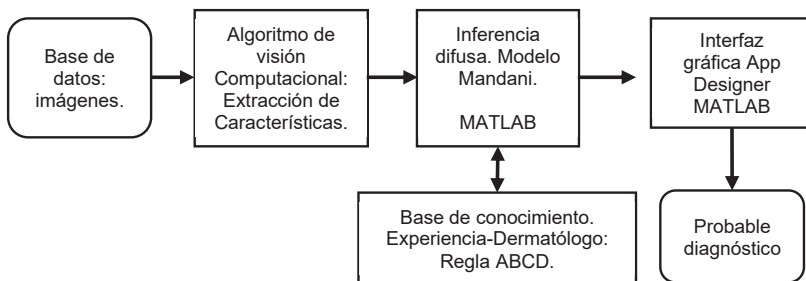 Base de
datos:
imágenes.
Algoritmo de
visión
Computacional:
Extracción de
Características.
Inferencia
difusa. Modelo
Mandani.
MATLAB
Interfaz
gráfica App
Designer
MATLAB
Base de conocimiento.
Experiencia-Dermatólogo:
Regla ABCD.
Probable
diagnóstico